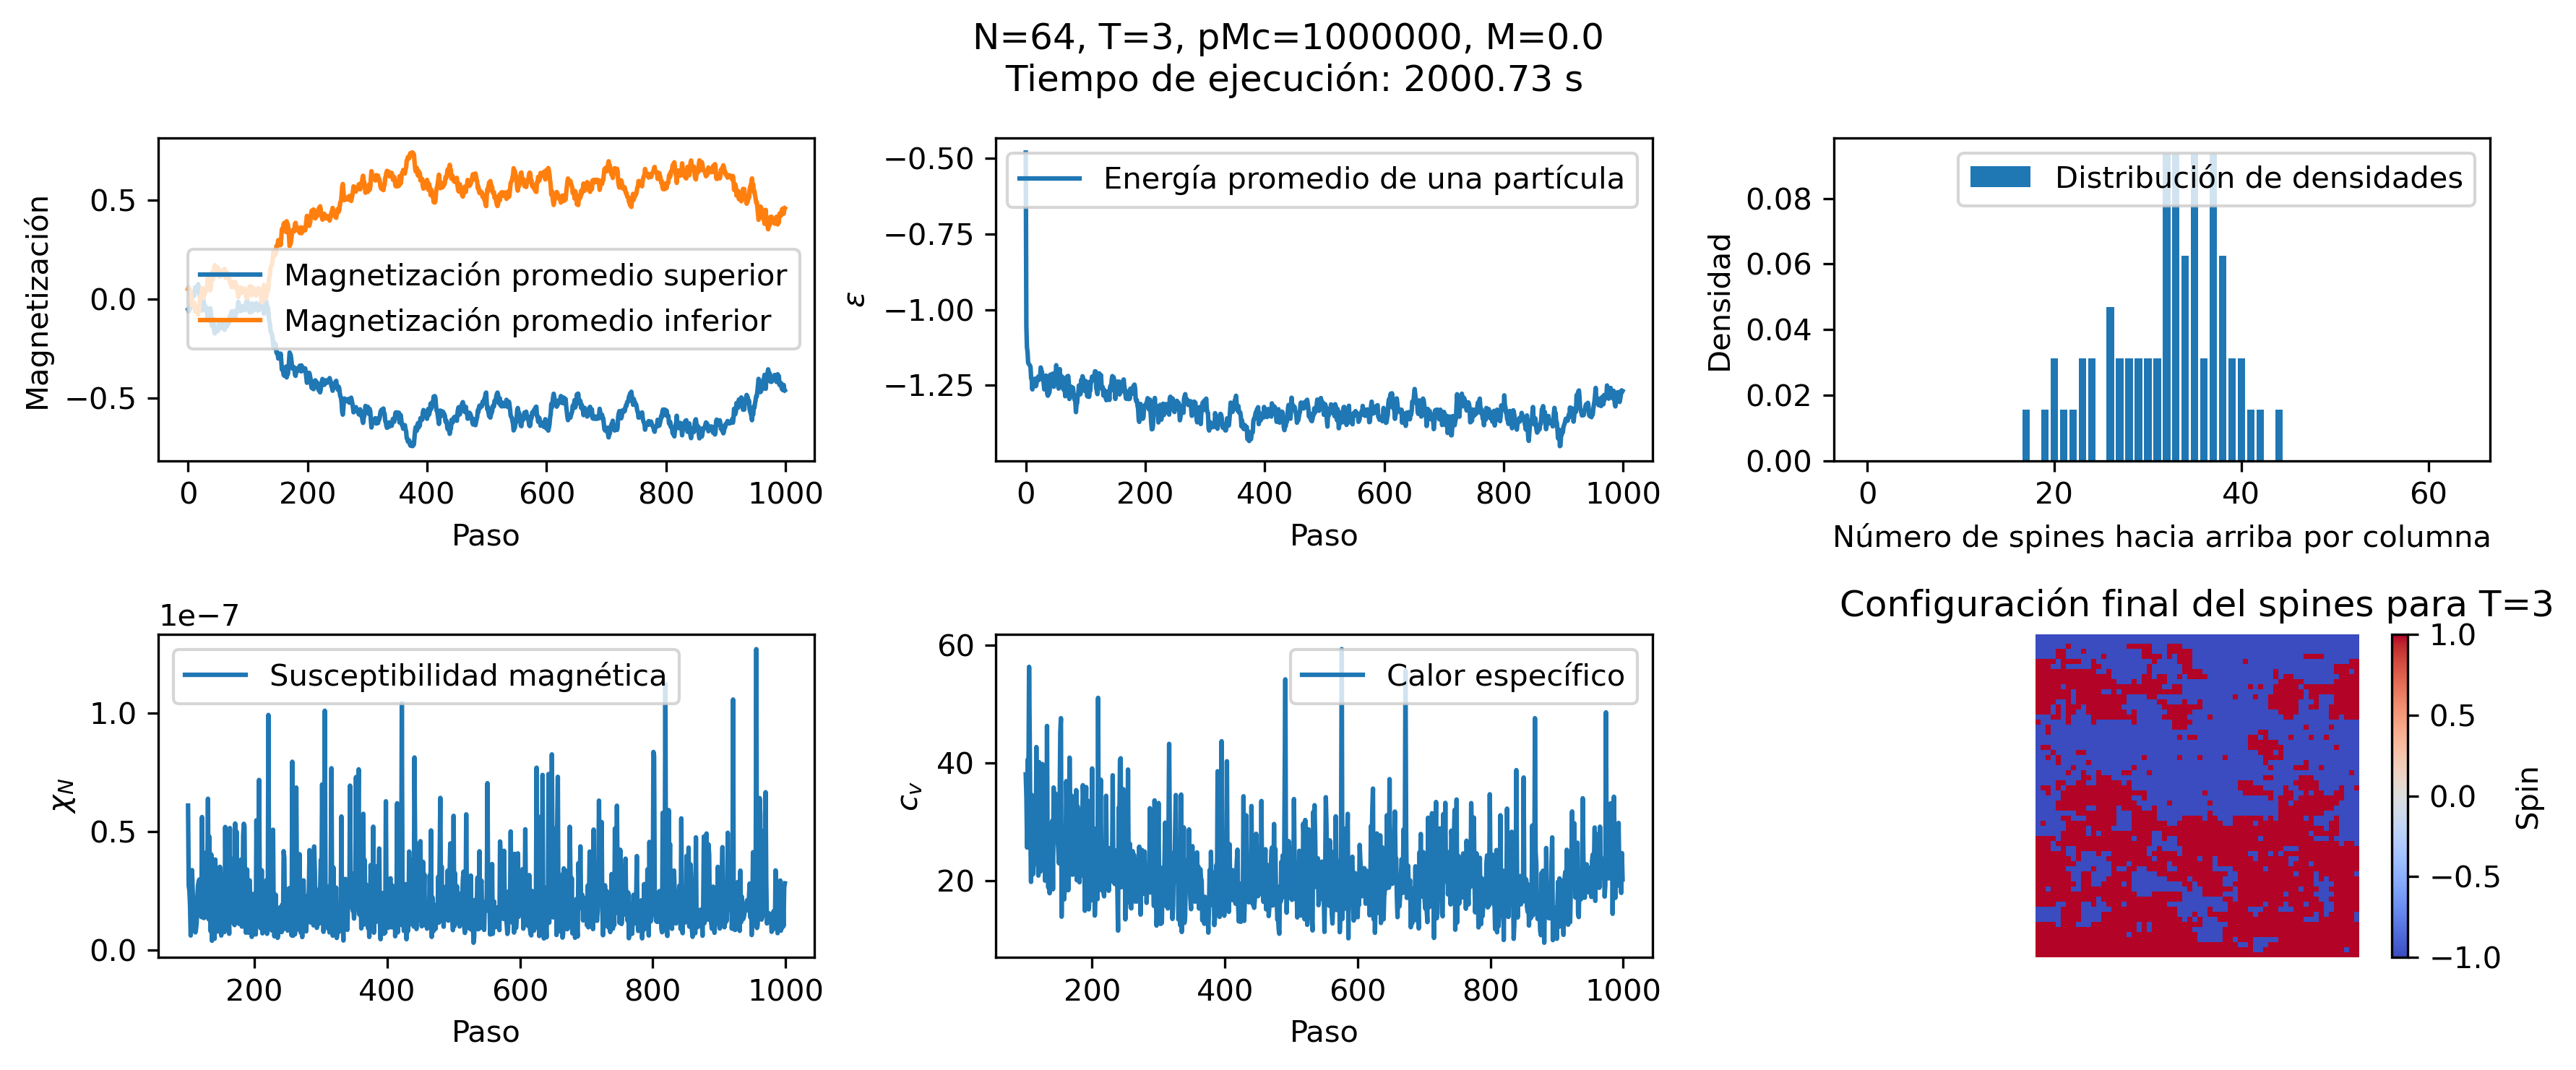 N=64, T=3, pMc=1000000, M=0.0
Tiempo de ejecución: 2000.73 s
Magnetización
0.5
0.0
−0.5
Magnetización promedio superior
Magnetización promedio inferior
0 200 400 600 800 1000
Paso
ε
−0.50
−0.75
−1.00
−1.25
Energía promedio de una partícula
0 200 400 600 800 1000
Paso
Densidad
0.08
0.06
0.04
0.02
0.00
Distribución de densidades
0 20 40 60
Número de spines hacia arriba por columna
1e−7
χN
1.0
0.5
0.0
Susceptibilidad magnética
200 400 600 800 1000
Paso
cv
60
40
20
Calor específico
200 400 600 800 1000
Paso
Configuración final del spines para T=3
1.0
0.5
0.0
−0.5
−1.0
Spin